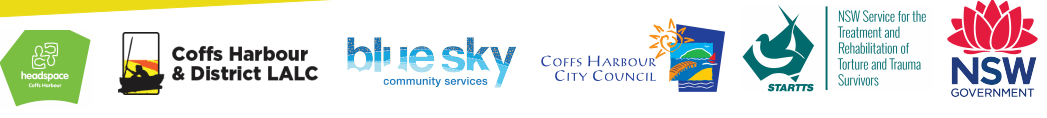 headspace
Coffs Harbour
Coffs Harbour
& District LALC
blue sky
community services
COFFS HARBOUR
CITY COUNCIL
STARTTS
NSW Service for the
Treatment and
Rehabilitation of
Torture and Trauma
Survivors
NSW
GOVERNMENT